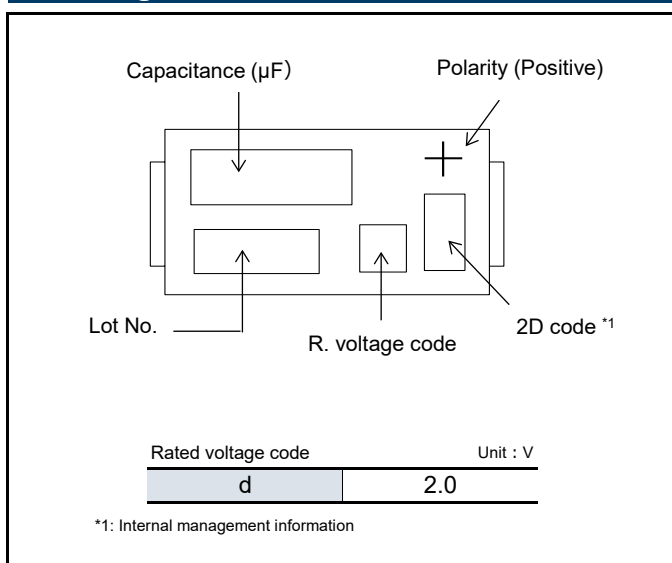 Capacitance (μF)
Polarity (Positive)
Lot No.
R. voltage code
2D code *1
Rated voltage code Unit：V
d 2.0
*1: Internal management information